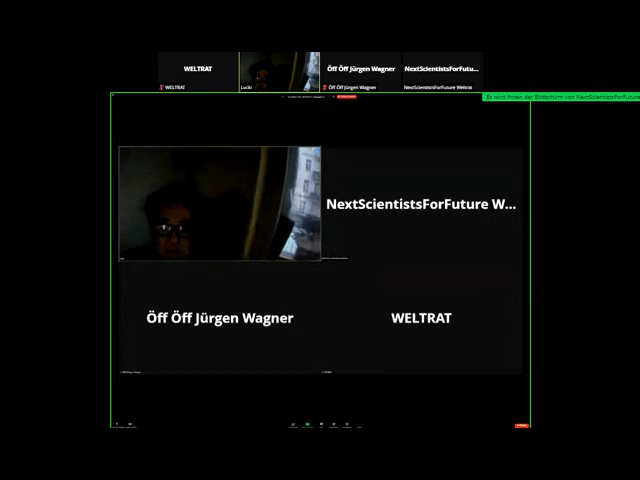 WELTRAT
Öff Öff Jürgen Wagner
NextScientistsForFutu...
WELTRAT
Lucki
Öff Öff Jürgen Wagner
NextScientistsForFuture Weltrat
Es wird Ihnen der Bildschirm von NextScientistsForFuture
NextScientistsForFuture W...
Öff Öff Jürgen Wagner
WELTRAT